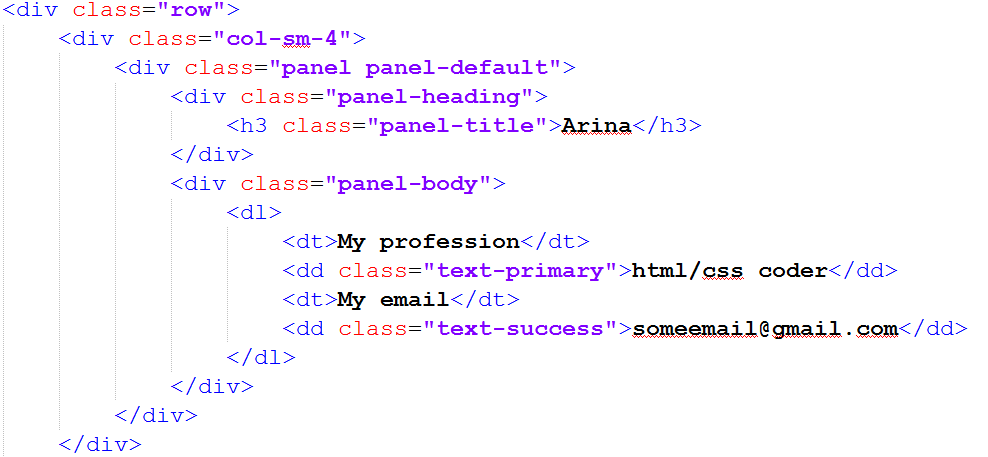 <div class="row">
<div class="col-sm-4">
<div class="panel panel-default">
<div class="panel-heading">
<h3 class="panel-title">Arina</h3>
</div>
<div class="panel-body">
<dl>
<dt>My profession</dt>
<dd class="text-primary">html/css coder</dd>
<dt>My email</dt>
<dd class="text-success">someemail@gmail.com</dd>
</dl>
</div>
</div>
</div>